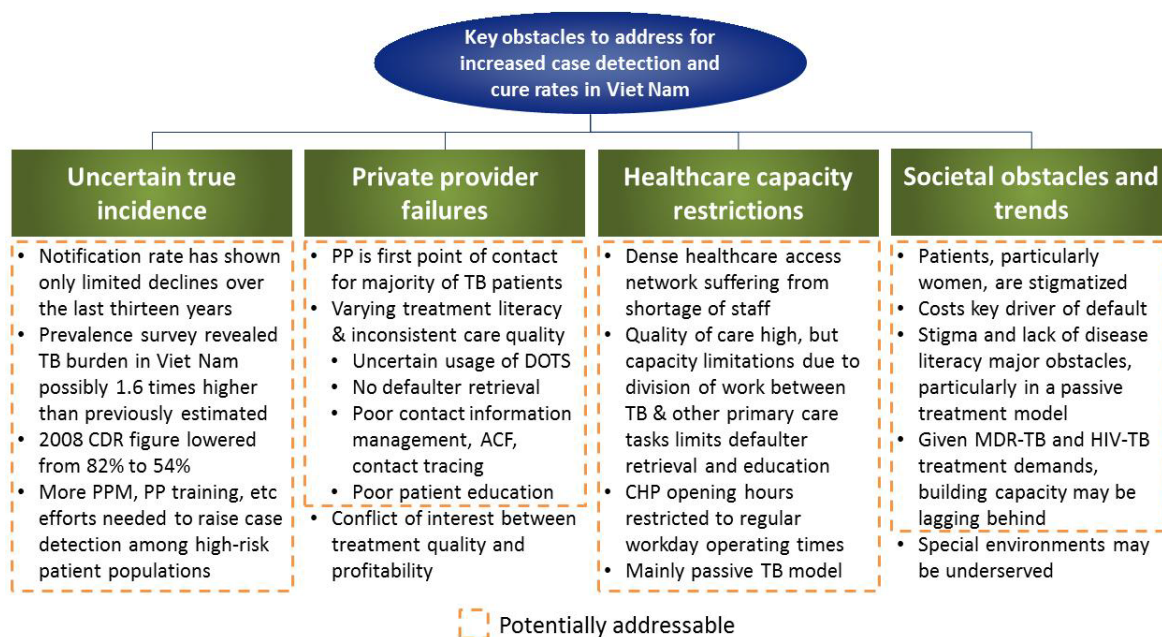 Key obstacles to address for
increased case detection and
cure rates in Viet Nam
Uncertain true
incidence
• Notification rate has shown
only limited declines over
the last thirteen years
• Prevalence survey revealed
TB burden in Viet Nam
possibly 1.6 times higher
than previously estimated
• 2008 CDR figure lowered
from 82% to 54%
• More PPM, PP training, etc
efforts needed to raise case
detection among high-risk
patient populations
Private provider
failures
• PP is first point of contact
for majority of TB patients
• Varying treatment literacy
& inconsistent care quality
• Uncertain usage of DOTS
• No defaulter retrieval
• Poor contact information
management, ACF,
contact tracing
• Poor patient education
• Conflict of interest between
treatment quality and
profitability
Healthcare capacity
restrictions
• Dense healthcare access
network suffering from
shortage of staff
• Quality of care high, but
capacity limitations due to
division of work between
TB & other primary care
tasks limits defaulter
retrieval and education
• CHP opening hours
restricted to regular
workday operating times
• Mainly passive TB model
Societal obstacles and
trends
• Patients, particularly
women, are stigmatized
• Costs key driver of default
• Stigma and lack of disease
literacy major obstacles,
particularly in a passive
treatment model
• Given MDR-TB and HIV-TB
treatment demands,
building capacity may be
lagging behind
• Special environments may
be underserved
Potentially addressable